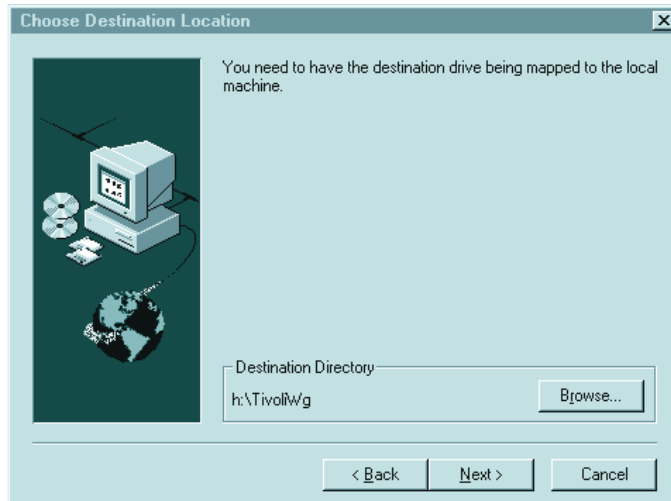 Choose Destination Location
You need to have the destination drive being mapped to the local
machine.
Destination Directory
h:\TivoliWg
Browse...
< Back
Next >
Cancel